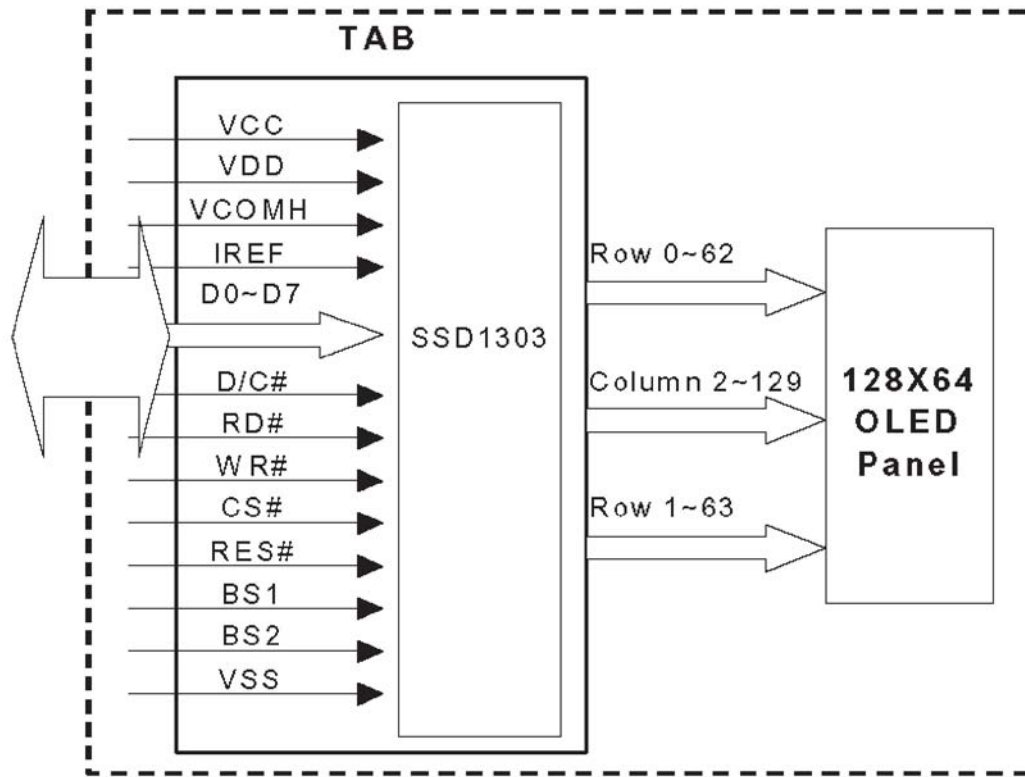 TAB
VCC
VDD
VCOMH
IREF
D0~D7
D/C#
RD#
WR#
CS#
RES#
BS1
BS2
VSS
SSD1303
Row 0~62
Column 2~129
Row 1~63
128X64
OLED
Panel